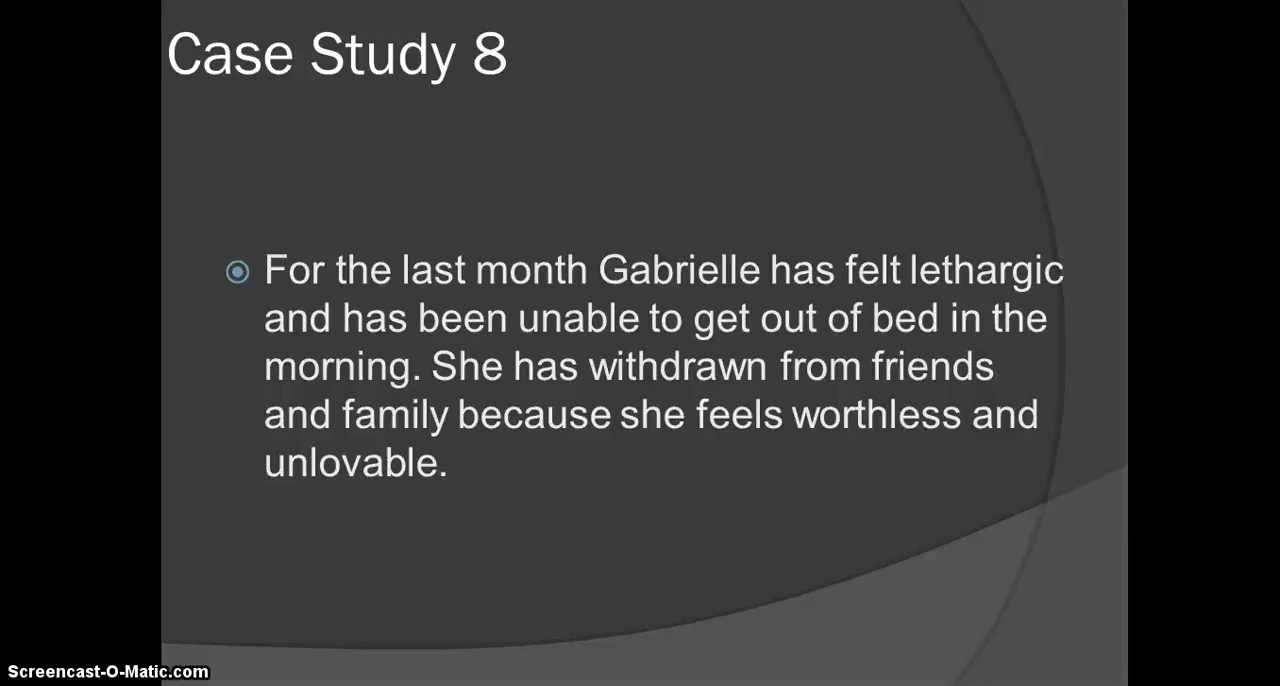 Case Study 8
For the last month Gabrielle has felt lethargic
and has been unable to get out of bed in the
morning. She has withdrawn from friends
and family because she feels worthless and
unlovable.
Screencast-O-Matic.com